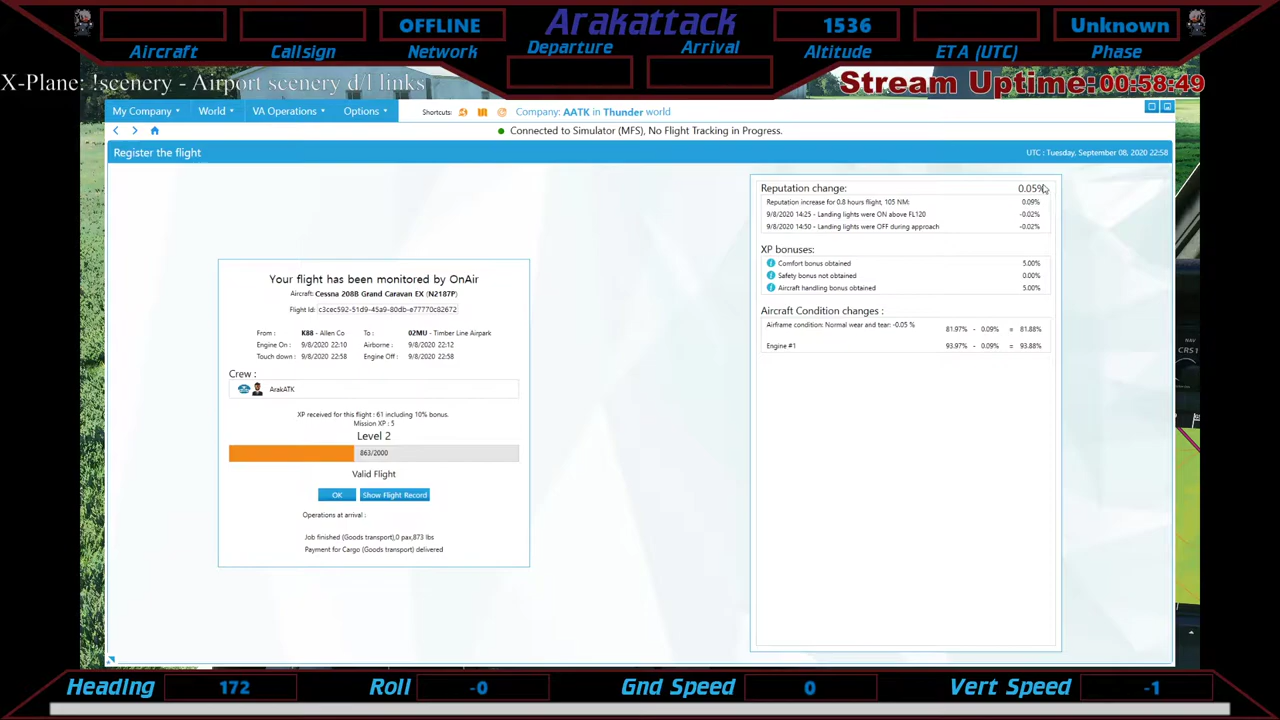 OFFLINE
Arakattack
1536
Unknown
Aircraft
Callsign
Network
Departure
Arrival
Altitude
ETA (UTC)
Phase
X-Plane: !scenery - Airport scenery d/l links
Stream Uptime:00:58:49
My Company
World
VA Operations
Options
Shortcuts:
Company: AATK in Thunder world
Connected to Simulator (MFS), No Flight Tracking in Progress.
Register the flight
UTC : Tuesday, September 08, 2020 22:58
Your flight has been monitored by OnAir
Aircraft: Cessna 208B Grand Caravan EX (N2187P)
Flight Id: c3cec592-51d9-45a9-80db-e77770c82672
From : K88 - Allen Co To : 02MU - Timber Line Airpark
Engine On : 9/8/2020 22:10 Airborne : 9/8/2020 22:12
Touch down : 9/8/2020 22:58 Engine Off : 9/8/2020 22:58
Crew :
ArakATK
XP received for this flight : 61 including 10% bonus.
Mission XP : 5
Level 2
863/2000
Valid Flight
OK
Show Flight Record
Operations at arrival :
Job finished (Goods transport),0 pax,873 lbs
Payment for Cargo (Goods transport) delivered
Reputation change: 0.05%
Reputation increase for 0.8 hours flight, 105 NM: 0.09%
9/8/2020 14:25 - Landing lights were ON above FL120 -0.02%
9/8/2020 14:50 - Landing lights were OFF during approach -0.02%
XP bonuses:
Comfort bonus obtained 5.00%
Safety bonus not obtained 0.00%
Aircraft handling bonus obtained 5.00%
Aircraft Condition changes :
Airframe condition: Normal wear and tear: -0.05 % 81.97% - 0.09% = 81.88%
Engine #1 93.97% - 0.09% = 93.88%
NAV
CRS1
Heading 172
Roll -0
Gnd Speed 0
Vert Speed -1